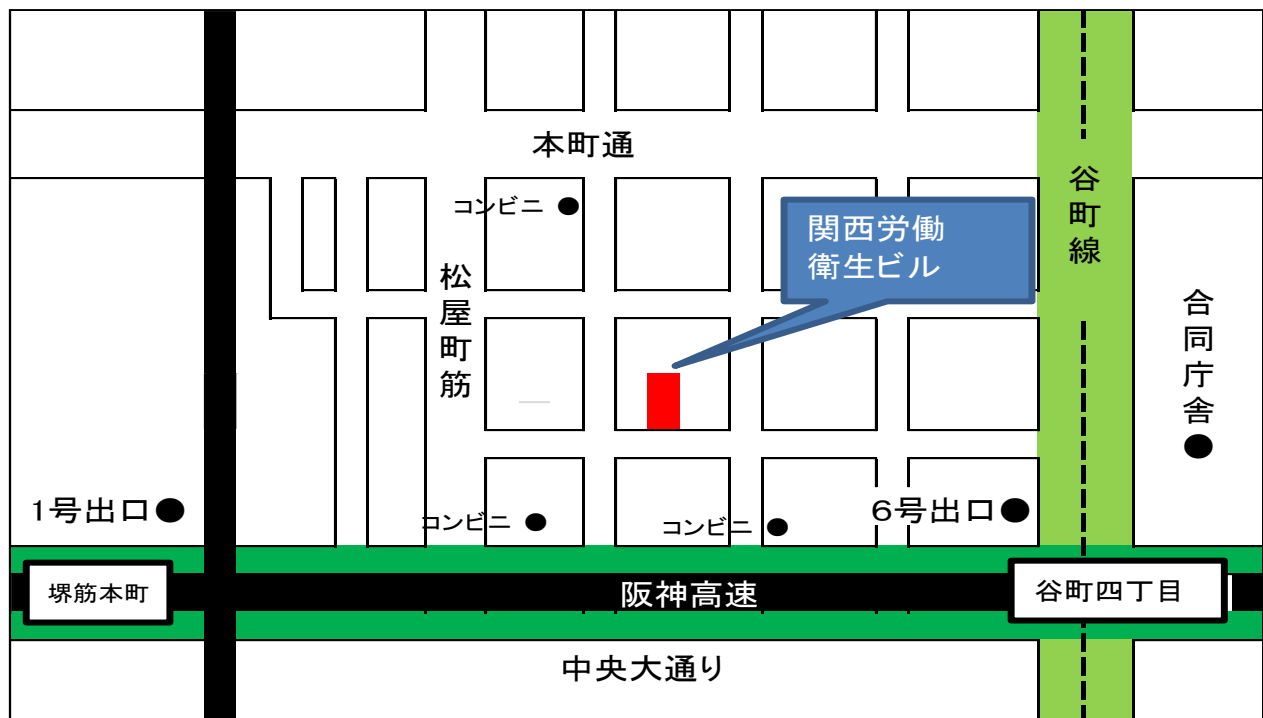 本町通
コンビニ
関西労働
衛生ビル
谷町線
松屋町筋
合同庁舎
1号出口
コンビニ
コンビニ
6号出口
堺筋本町
阪神高速
谷町四丁目
中央大通り